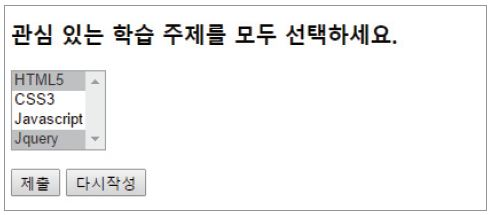 관심 있는 학습 주제를 모두 선택하세요.
HTML5
CSS3
Javascript
Jquery
제출 다시작성